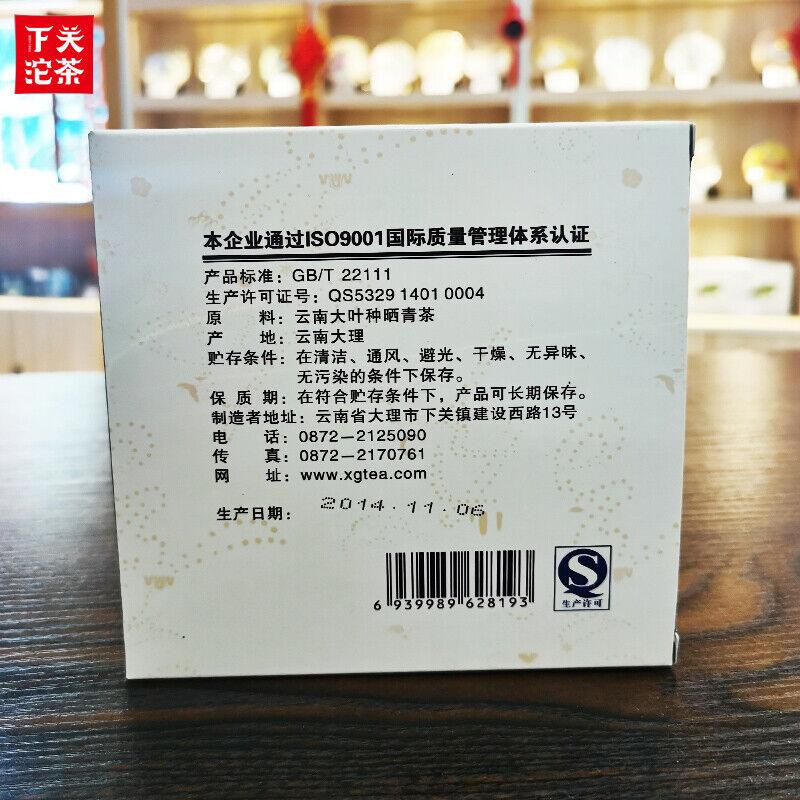 下关
沱茶
本企业通过ISO9001国际质量管理体系认证
产品标准：GB/T 22111
生产许可证号：QS5329 1401 0004
原 料：云南大叶种晒青茶
产 地：云南大理
贮存条件：在清洁、通风、避光、干燥、无异味、
无污染的条件下保存。
保 质 期：在符合贮存条件下，产品可长期保存。
制造者地址：云南省大理市下关镇建设西路13号
电 话：0872—2125090
传 真：0872—2170761
网 址：www.xgtea.com
生产日期： 2014.11.06
6 939989 628193
生产许可